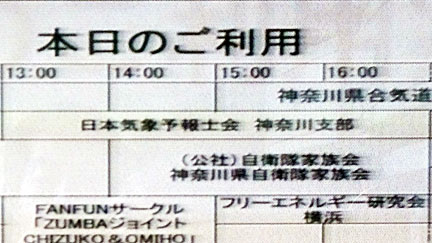 本日のご利用
13:00 14:00 15:00 16:00
神奈川県合気道
日本気象予報士会 神奈川支部
(公社)自衛隊家族会
神奈川県自衛隊家族会
FANFUNサークル
「ZUMBAジョイント
CHIZUKO&OMIHO」
フリーエネルギー研究会
横浜